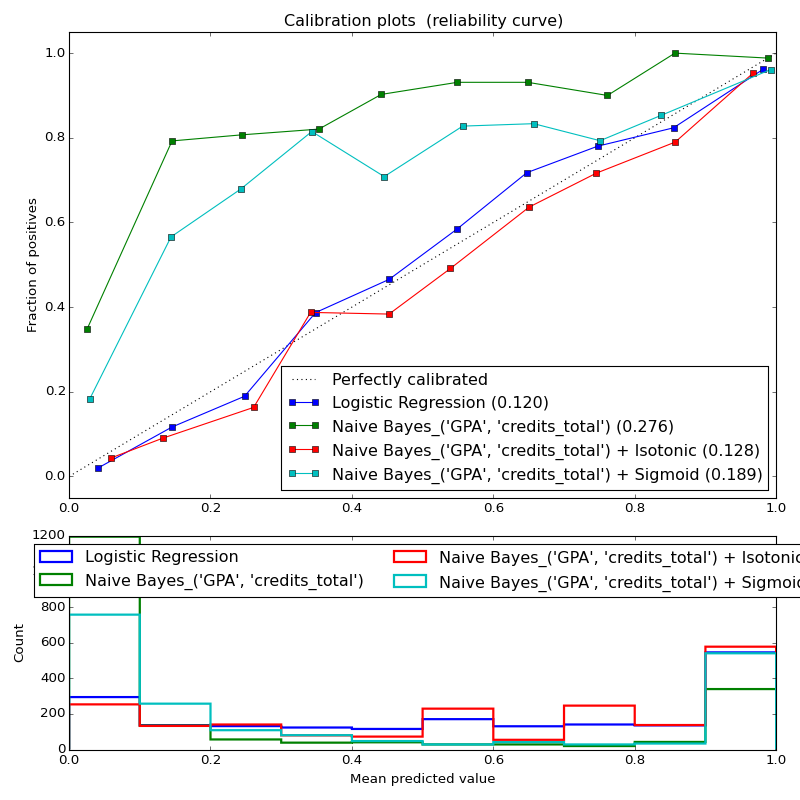 Calibration plots (reliability curve)
1.0
0.8
0.6
0.4
0.2
0.0
Fraction of positives
Perfectly calibrated
Logistic Regression (0.120)
Naive Bayes_('GPA', 'credits_total') (0.276)
Naive Bayes_('GPA', 'credits_total') + Isotonic (0.128)
Naive Bayes_('GPA', 'credits_total') + Sigmoid (0.189)
0.0 0.2 0.4 0.6 0.8 1.0
1200
Logistic Regression
Naive Bayes_('GPA', 'credits_total')
Naive Bayes_('GPA', 'credits_total') + Isotonic
Naive Bayes_('GPA', 'credits_total') + Sigmoid
800
600
400
200
0
Count
0.0 0.2 0.4 0.6 0.8 1.0
Mean predicted value